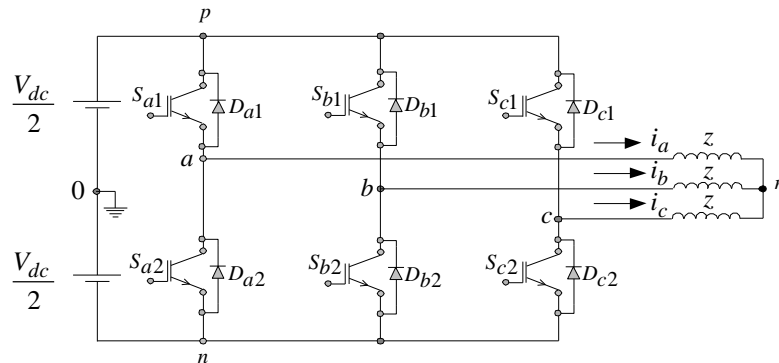 p
V_dc/2
S_a1
D_a1
S_b1
D_b1
S_c1
D_c1
i_a
z
a
i_b
z
0
b
n
i_c
z
c
V_dc/2
S_a2
D_a2
S_b2
D_b2
S_c2
D_c2
n